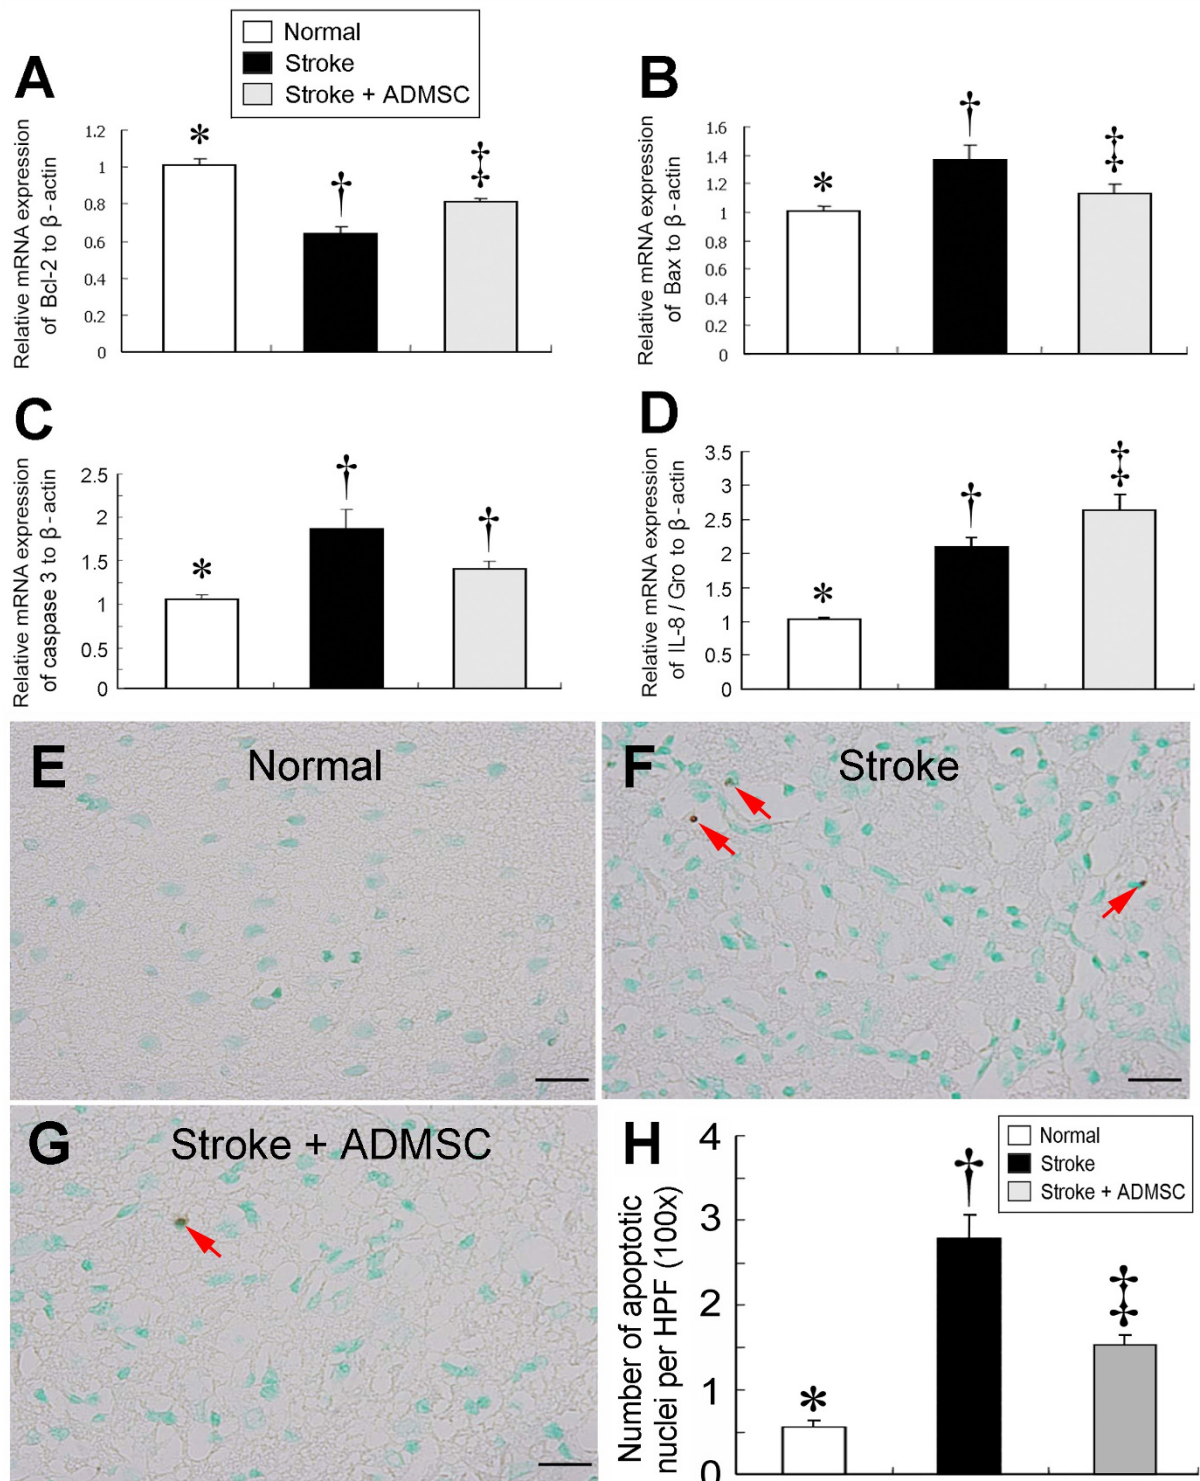 Normal
Stroke
Stroke + ADMSC
A
Relative mRNA expression
of Bcl-2 to β-actin
1.2
1
0.8
0.6
0.4
0.2
0
*
†
‡
B
Relative mRNA expression
of Bax to β-actin
1.6
1.4
1.2
1
0.8
0.6
0.4
0.2
0
*
†
‡
C
Relative mRNA expression
of caspase 3 to β-actin
2.5
2
1.5
1
0.5
0
*
†
†
D
Relative mRNA expression
of IL-8 / Gro to β-actin
3.5
3
2.5
2
1.5
1
0.5
0
*
†
‡
E
Normal
F
Stroke
G
Stroke + ADMSC
H
Number of apoptotic
nuclei per HPF (100x)
4
3
2
1
0
*
†
‡
Normal
Stroke
Stroke + ADMSC